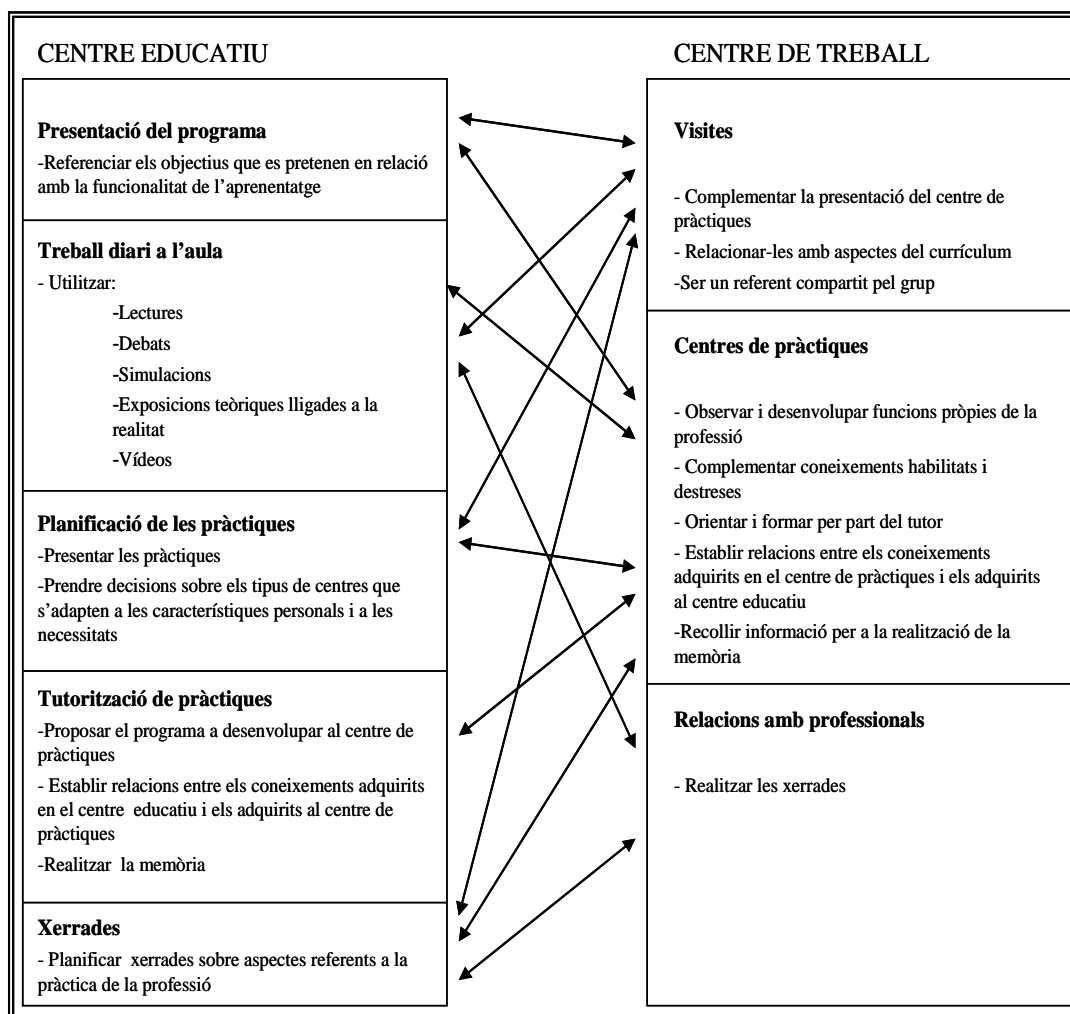 CENTRE EDUCATIU
Presentació del programa
-Referenciar els objectius que es pretenen en relació
amb la funcionalitat de l'aprenentatge
Treball diari a l'aula
- Utilitzar:
-Lectures
-Debats
-Simulacions
-Exposicions teòriques lligades a la
realitat
-Vídeos
Planificació de les pràctiques
-Presentar les pràctiques
-Prendre decisions sobre els tipus de centres que
s'adapten a les característiques personals i a les
necessitats
Tutorització de pràctiques
-Proposar el programa a desenvolupar al centre de
pràctiques
- Establir relacions entre els coneixements adquirits
en el centre educatiu i els adquirits al centre de
pràctiques
-Realitzar la memòria
Xerrades
- Planificar xerrades sobre aspectes referents a la
pràctica de la professió
CENTRE DE TREBALL
Visites
- Complementar la presentació del centre de
pràctiques
- Relacionar-les amb aspectes del currículum
-Ser un referent compartit pel grup
Centres de pràctiques
- Observar i desenvolupar funcions pròpies de la
professió
- Complementar coneixements habilitats i
destreses
- Orientar i formar per part del tutor
- Establir relacions entre els coneixements
adquirits en el centre de pràctiques i els adquirits
al centre educatiu
-Recollir informació per a la realització de la
memòria
Relacions amb professionals
- Realitzar les xerrades